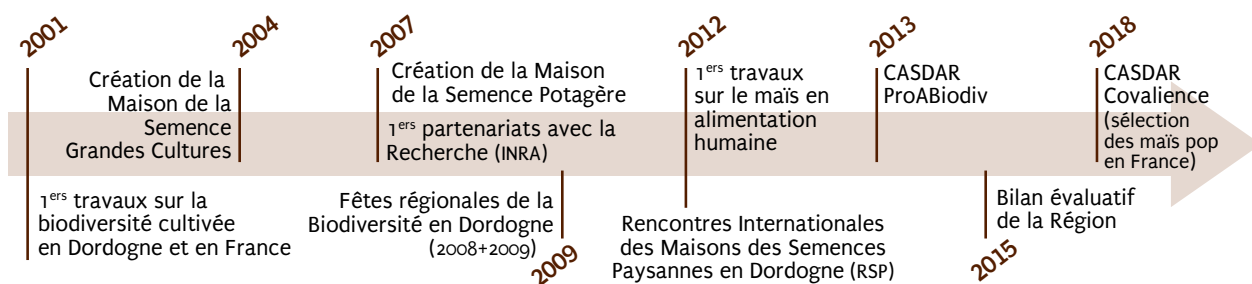 2001
1ers travaux sur la
biodiversité cultivée
en Dordogne et en France
2004
Création de la
Maison de la
Semence
Grandes Cultures
2007
Création de la Maison
de la Semence Potagère
1ers partenariats avec la
Recherche (INRA)
Fêtes régionales de la
Biodiversité en Dordogne
(2008+2009)
2009
2012
1ers travaux
sur le maïs en
alimentation
humaine
Rencontres Internationales
des Maisons des Semences
Paysannes en Dordogne (RSP)
2013
CASDAR
ProABiodiv
Bilan évaluatif
de la Région
2015
2018
CASDAR
Covalience
(sélection
des maïs pop
en France)